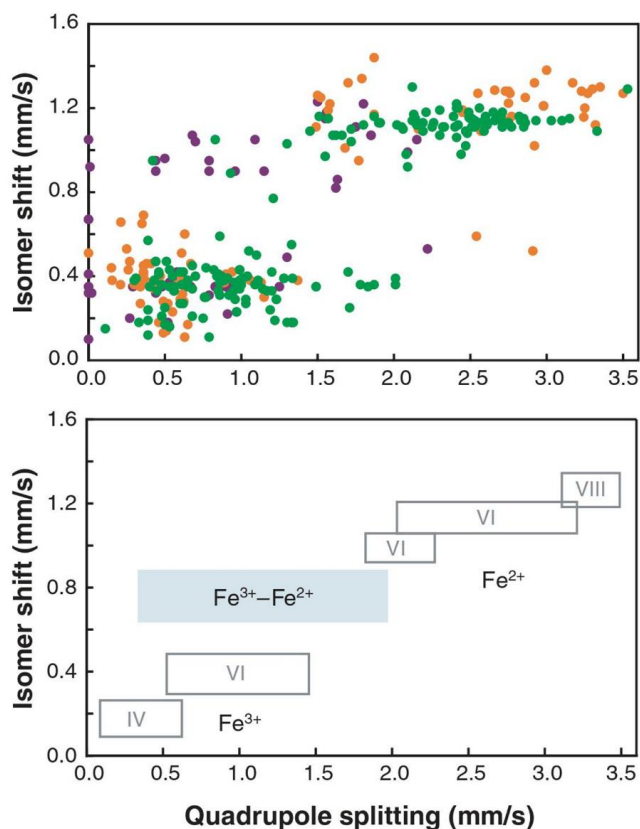 1.6
1.2
0.8
0.4
0.0
Isomer shift (mm/s)
0.0 0.5 1.0 1.5 2.0 2.5 3.0 3.5
1.6
1.2
0.8
0.4
0.0
Isomer shift (mm/s)
VIII
VI
VI
Fe²⁺
Fe³⁺–Fe²⁺
VI
IV
Fe³⁺
0.0 0.5 1.0 1.5 2.0 2.5 3.0 3.5
Quadrupole splitting (mm/s)